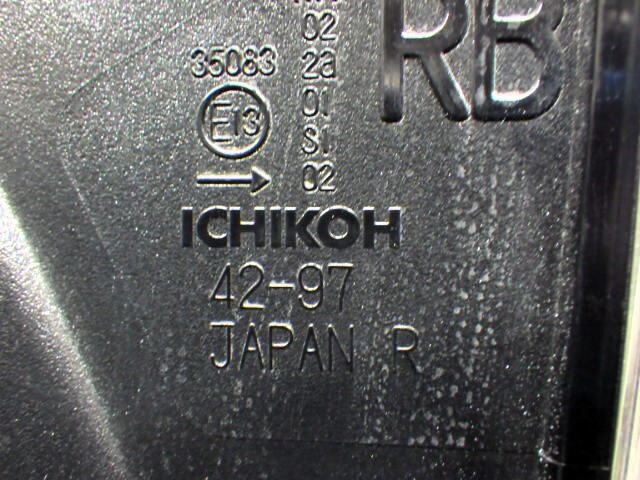 RB
02
35083 2a
E13 01
S1
02
ICHIKOH
42-97
JAPAN R